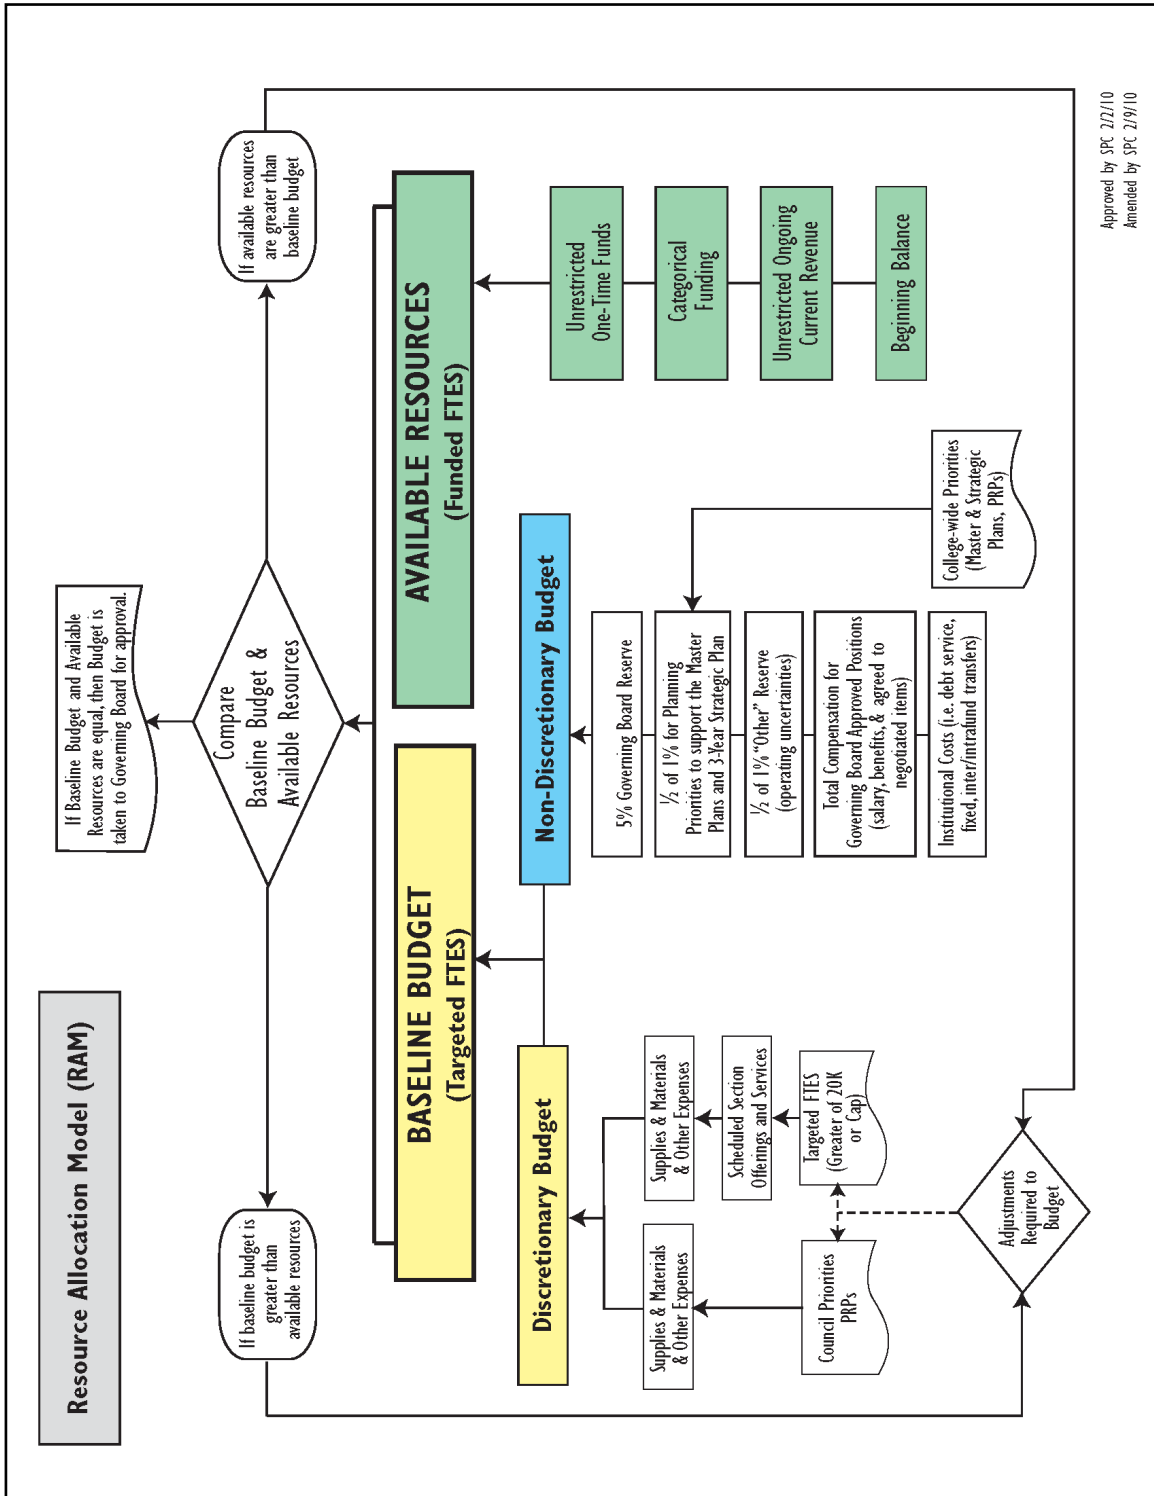 Resource Allocation Model (RAM)
If Baseline Budget and Available
Resources are equal, then Budget is
taken to Governing Board for approval.
If baseline budget is
greater than
available resources
Compare
Baseline Budget &
Available Resources
If available resources
are greater than
baseline budget
BASELINE BUDGET
(Targeted FTES)
AVAILABLE RESOURCES
(Funded FTES)
Discretionary Budget
Non-Discretionary Budget
Unrestricted
One-Time Funds
Categorical
Funding
Unrestricted Ongoing
Current Revenue
Beginning Balance
Supplies & Materials
& Other Expenses
Supplies & Materials
& Other Expenses
Scheduled Section
Offerings and Services
Council Priorities
PRPs
Targeted FTES
(Greater of 20K
or Cap)
5% Governing Board Reserve
½ of 1% for Planning
Priorities to support the Master
Plans and 3-Year Strategic Plan
½ of 1% "Other" Reserve
(operating uncertainties)
Total Compensation for
Governing Board Approved Positions
(salary, benefits, & agreed to
negotiated items)
Institutional Costs (i.e. debt service,
fixed, inter/intrafund transfers)
College-wide Priorities
(Master & Strategic
Plans, PRPs)
Adjustments
Required to
Budget
Approved by SPC 2/2/10
Amended by SPC 2/9/10